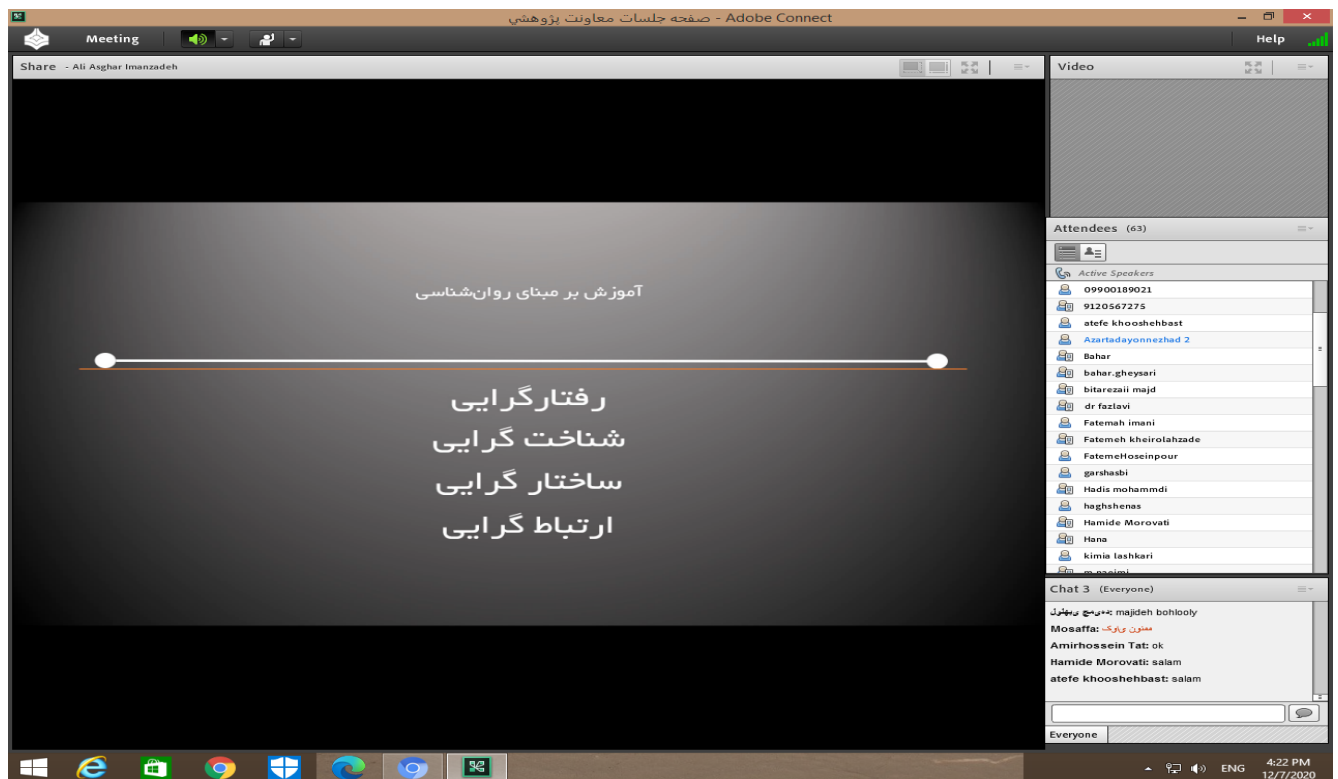 صفحه جلسات معاونت پژوهشي - Adobe Connect
Meeting
Help
Share - Ali Asghar Imanzadeh
آموزش بر مبنای روان‌شناسی
رفتارگرایی
شناخت گرایی
ساختار گرایی
ارتباط گرایی
Video
Attendees (63)
Active Speakers
09900189021
9120567275
atefe khooshehbast
Azartadayonnezhad 2
Bahar
bahar.gheysari
bitarezaii majd
dr fazlavi
Fatemah imani
Fatemeh kheirolahzade
FatemeHoseinpour
garshasbi
Hadis mohammdi
haghshenas
Hamide Morovati
Hana
kimia lashkari
Chat 3 (Everyone)
majideh bohlooly:
Mosaffa: ممنون
Amirhossein Tat: ok
Hamide Morovati: salam
atefe khooshehbast: salam
Everyone
ENG
4:22 PM
12/7/2020